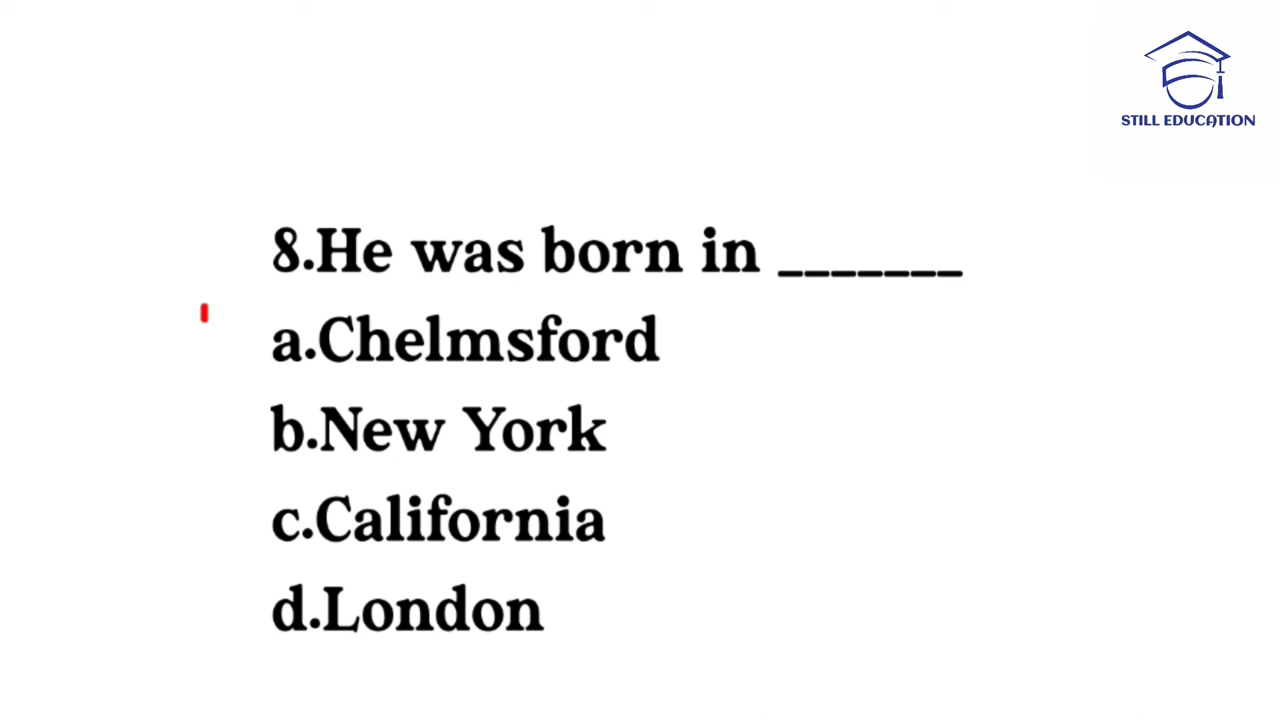 STILL EDUCATION
8.He was born in _______
a.Chelmsford
b.New York
c.California
d.London